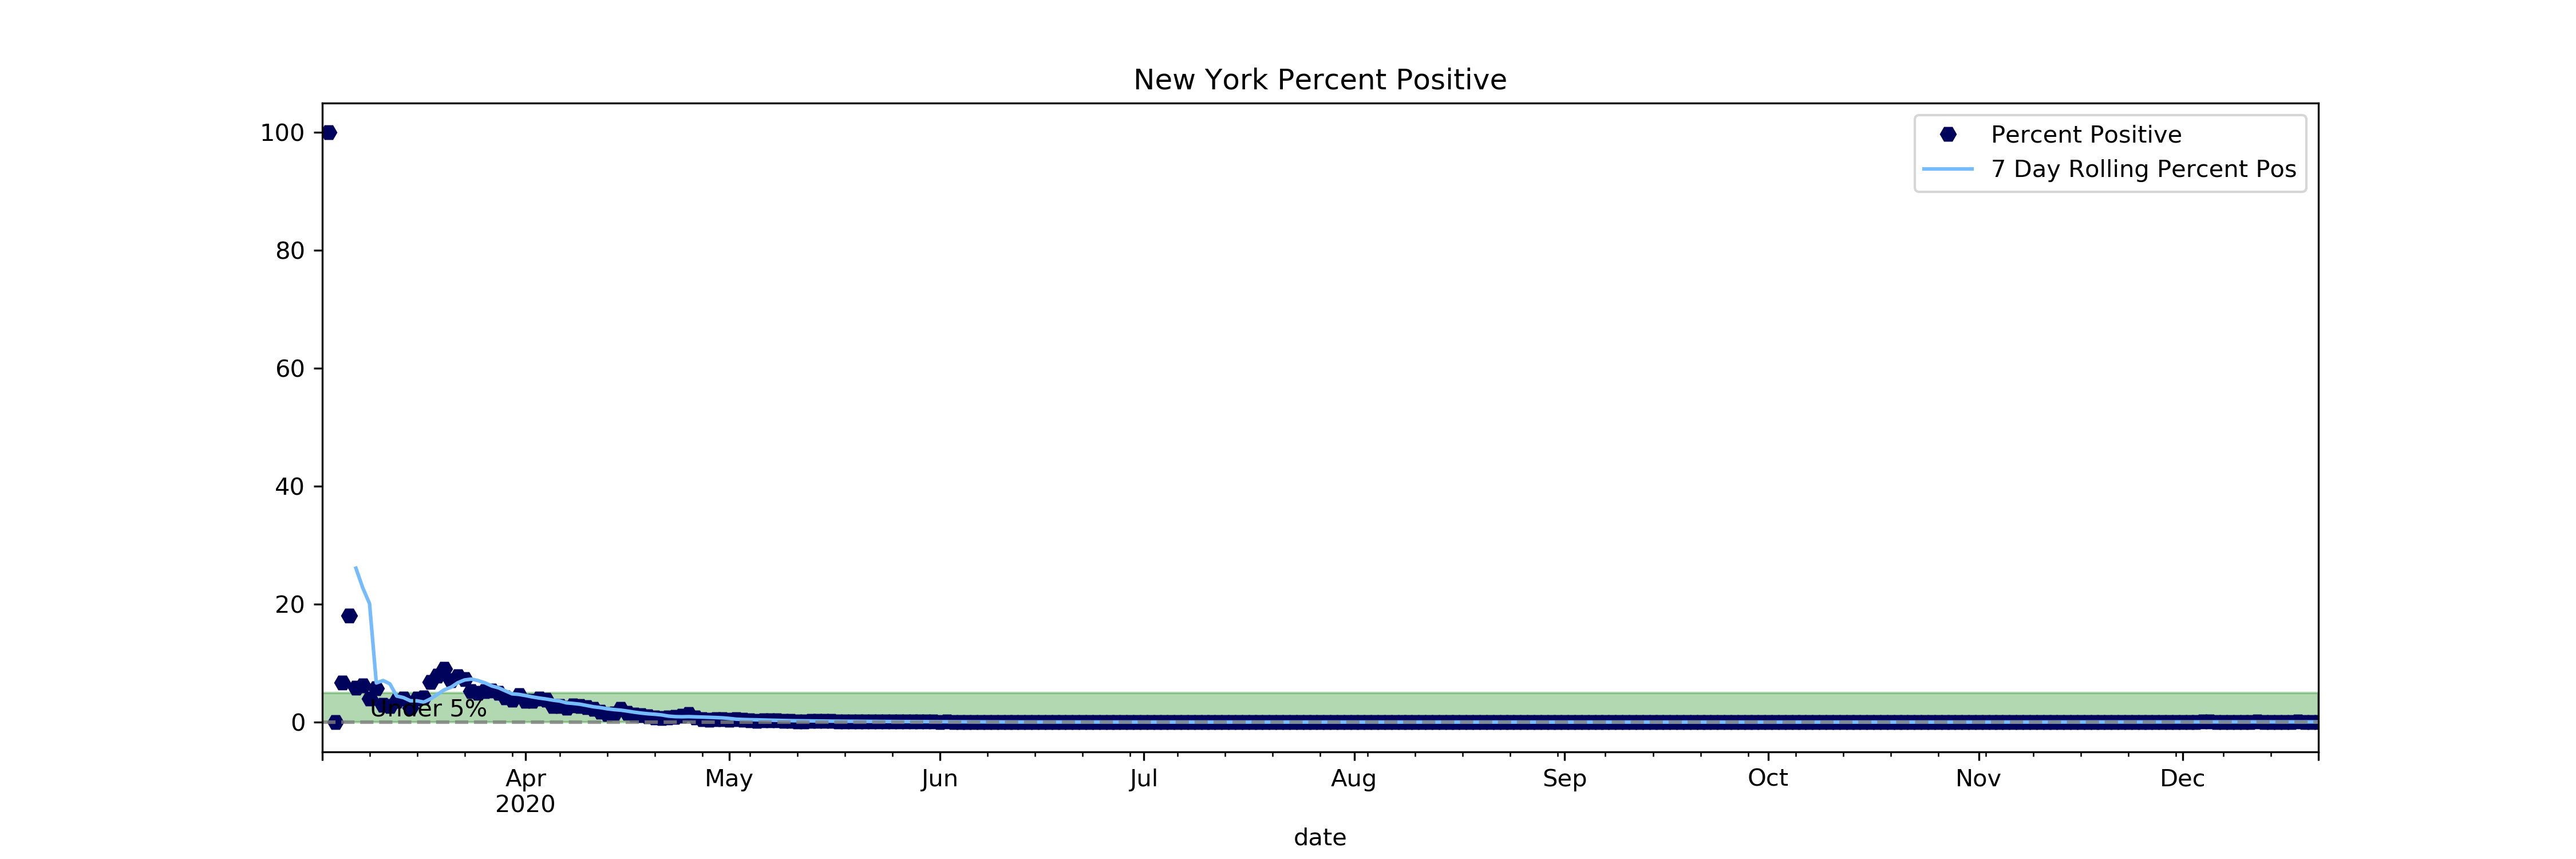 New York Percent Positive
100
80
60
40
20
0
Percent Positive
7 Day Rolling Percent Pos
Under 5%
Apr May Jun Jul Aug Sep Oct Nov Dec
2020
date